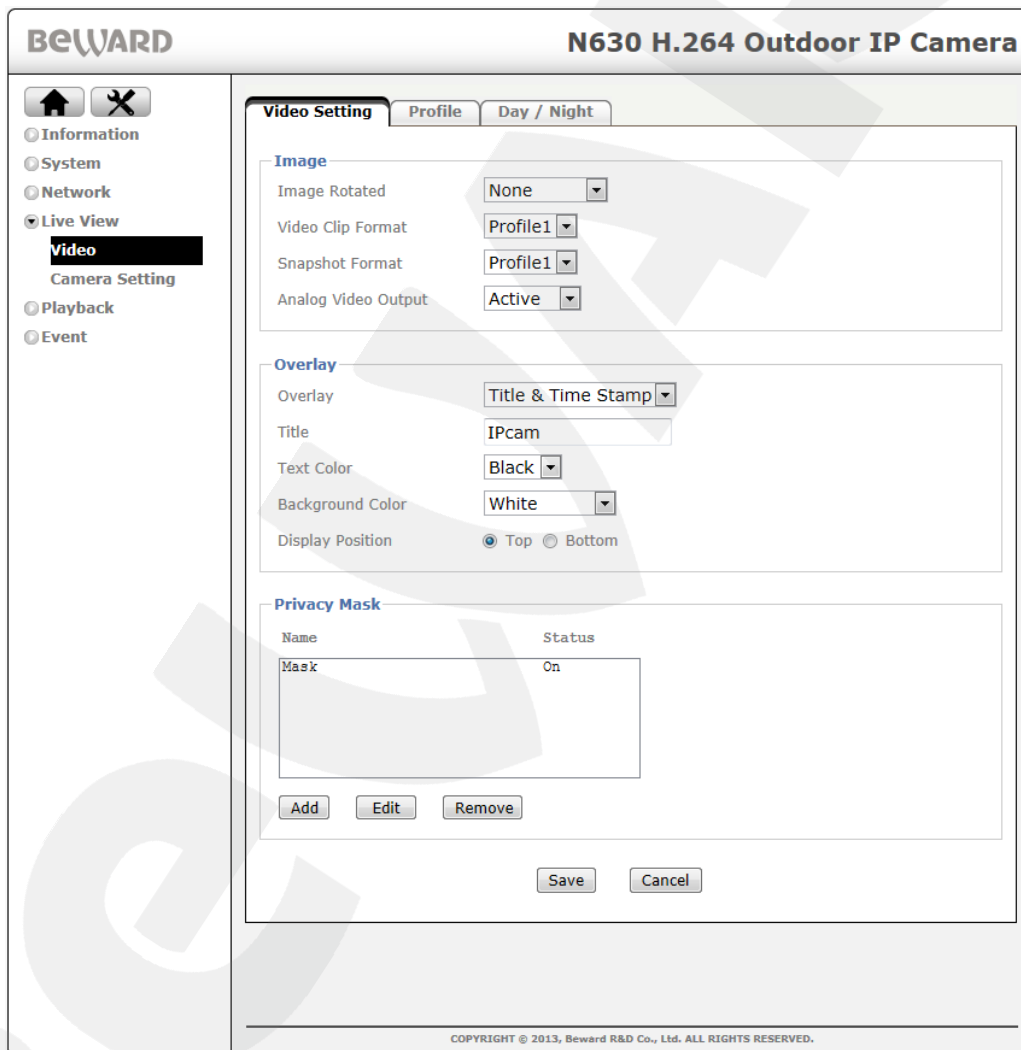 BEWARD
N630 H.264 Outdoor IP Camera
Information
System
Network
Live View
Video
Camera Setting
Playback
Event
Video Setting Profile Day / Night
Image
Image Rotated None
Video Clip Format Profile1
Snapshot Format Profile1
Analog Video Output Active
Overlay
Overlay Title & Time Stamp
Title IPcam
Text Color Black
Background Color White
Display Position Top Bottom
Privacy Mask
Name Status
Mask On
Add Edit Remove
Save Cancel
COPYRIGHT © 2013, Beward R&D Co., Ltd. ALL RIGHTS RESERVED.